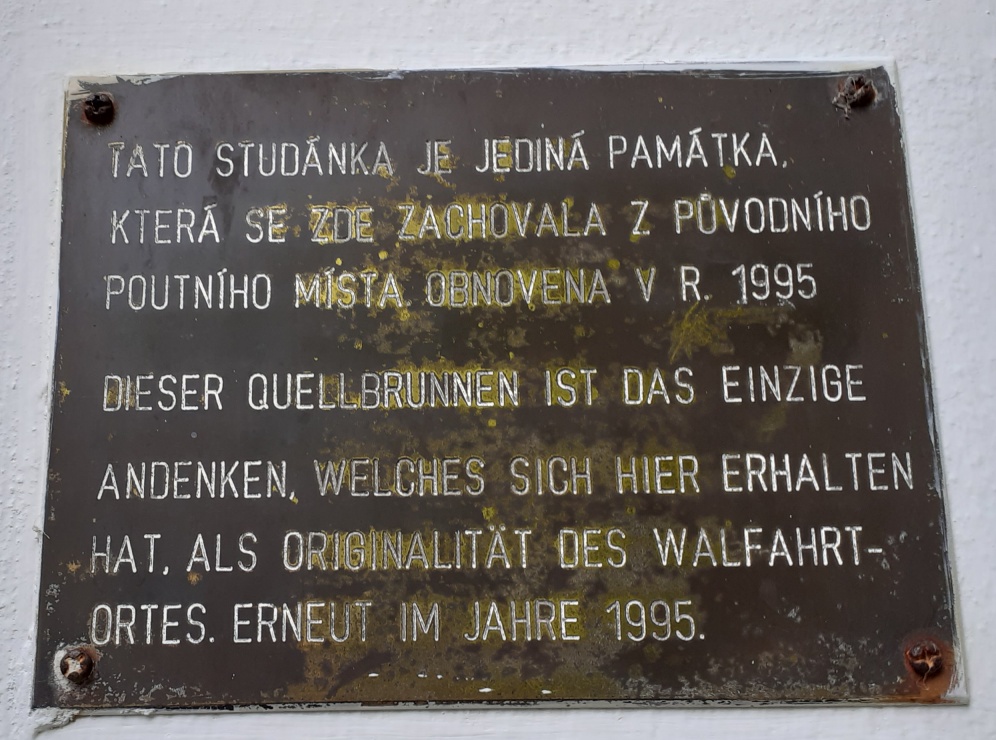 TATO STUDÁNKA JE JEDINÁ PAMÁTKA,
KTERÁ SE ZDE ZACHOVALA Z PŮVODNÍHO
POUTNÍHO MÍSTA. OBNOVENA V R. 1995
DIESER QUELLBRUNNEN IST DAS EINZIGE
ANDENKEN, WELCHES SICH HIER ERHALTEN
HAT, ALS ORIGINALITÄT DES WALFAHRT-
ORTES. ERNEUT IM JAHRE 1995.